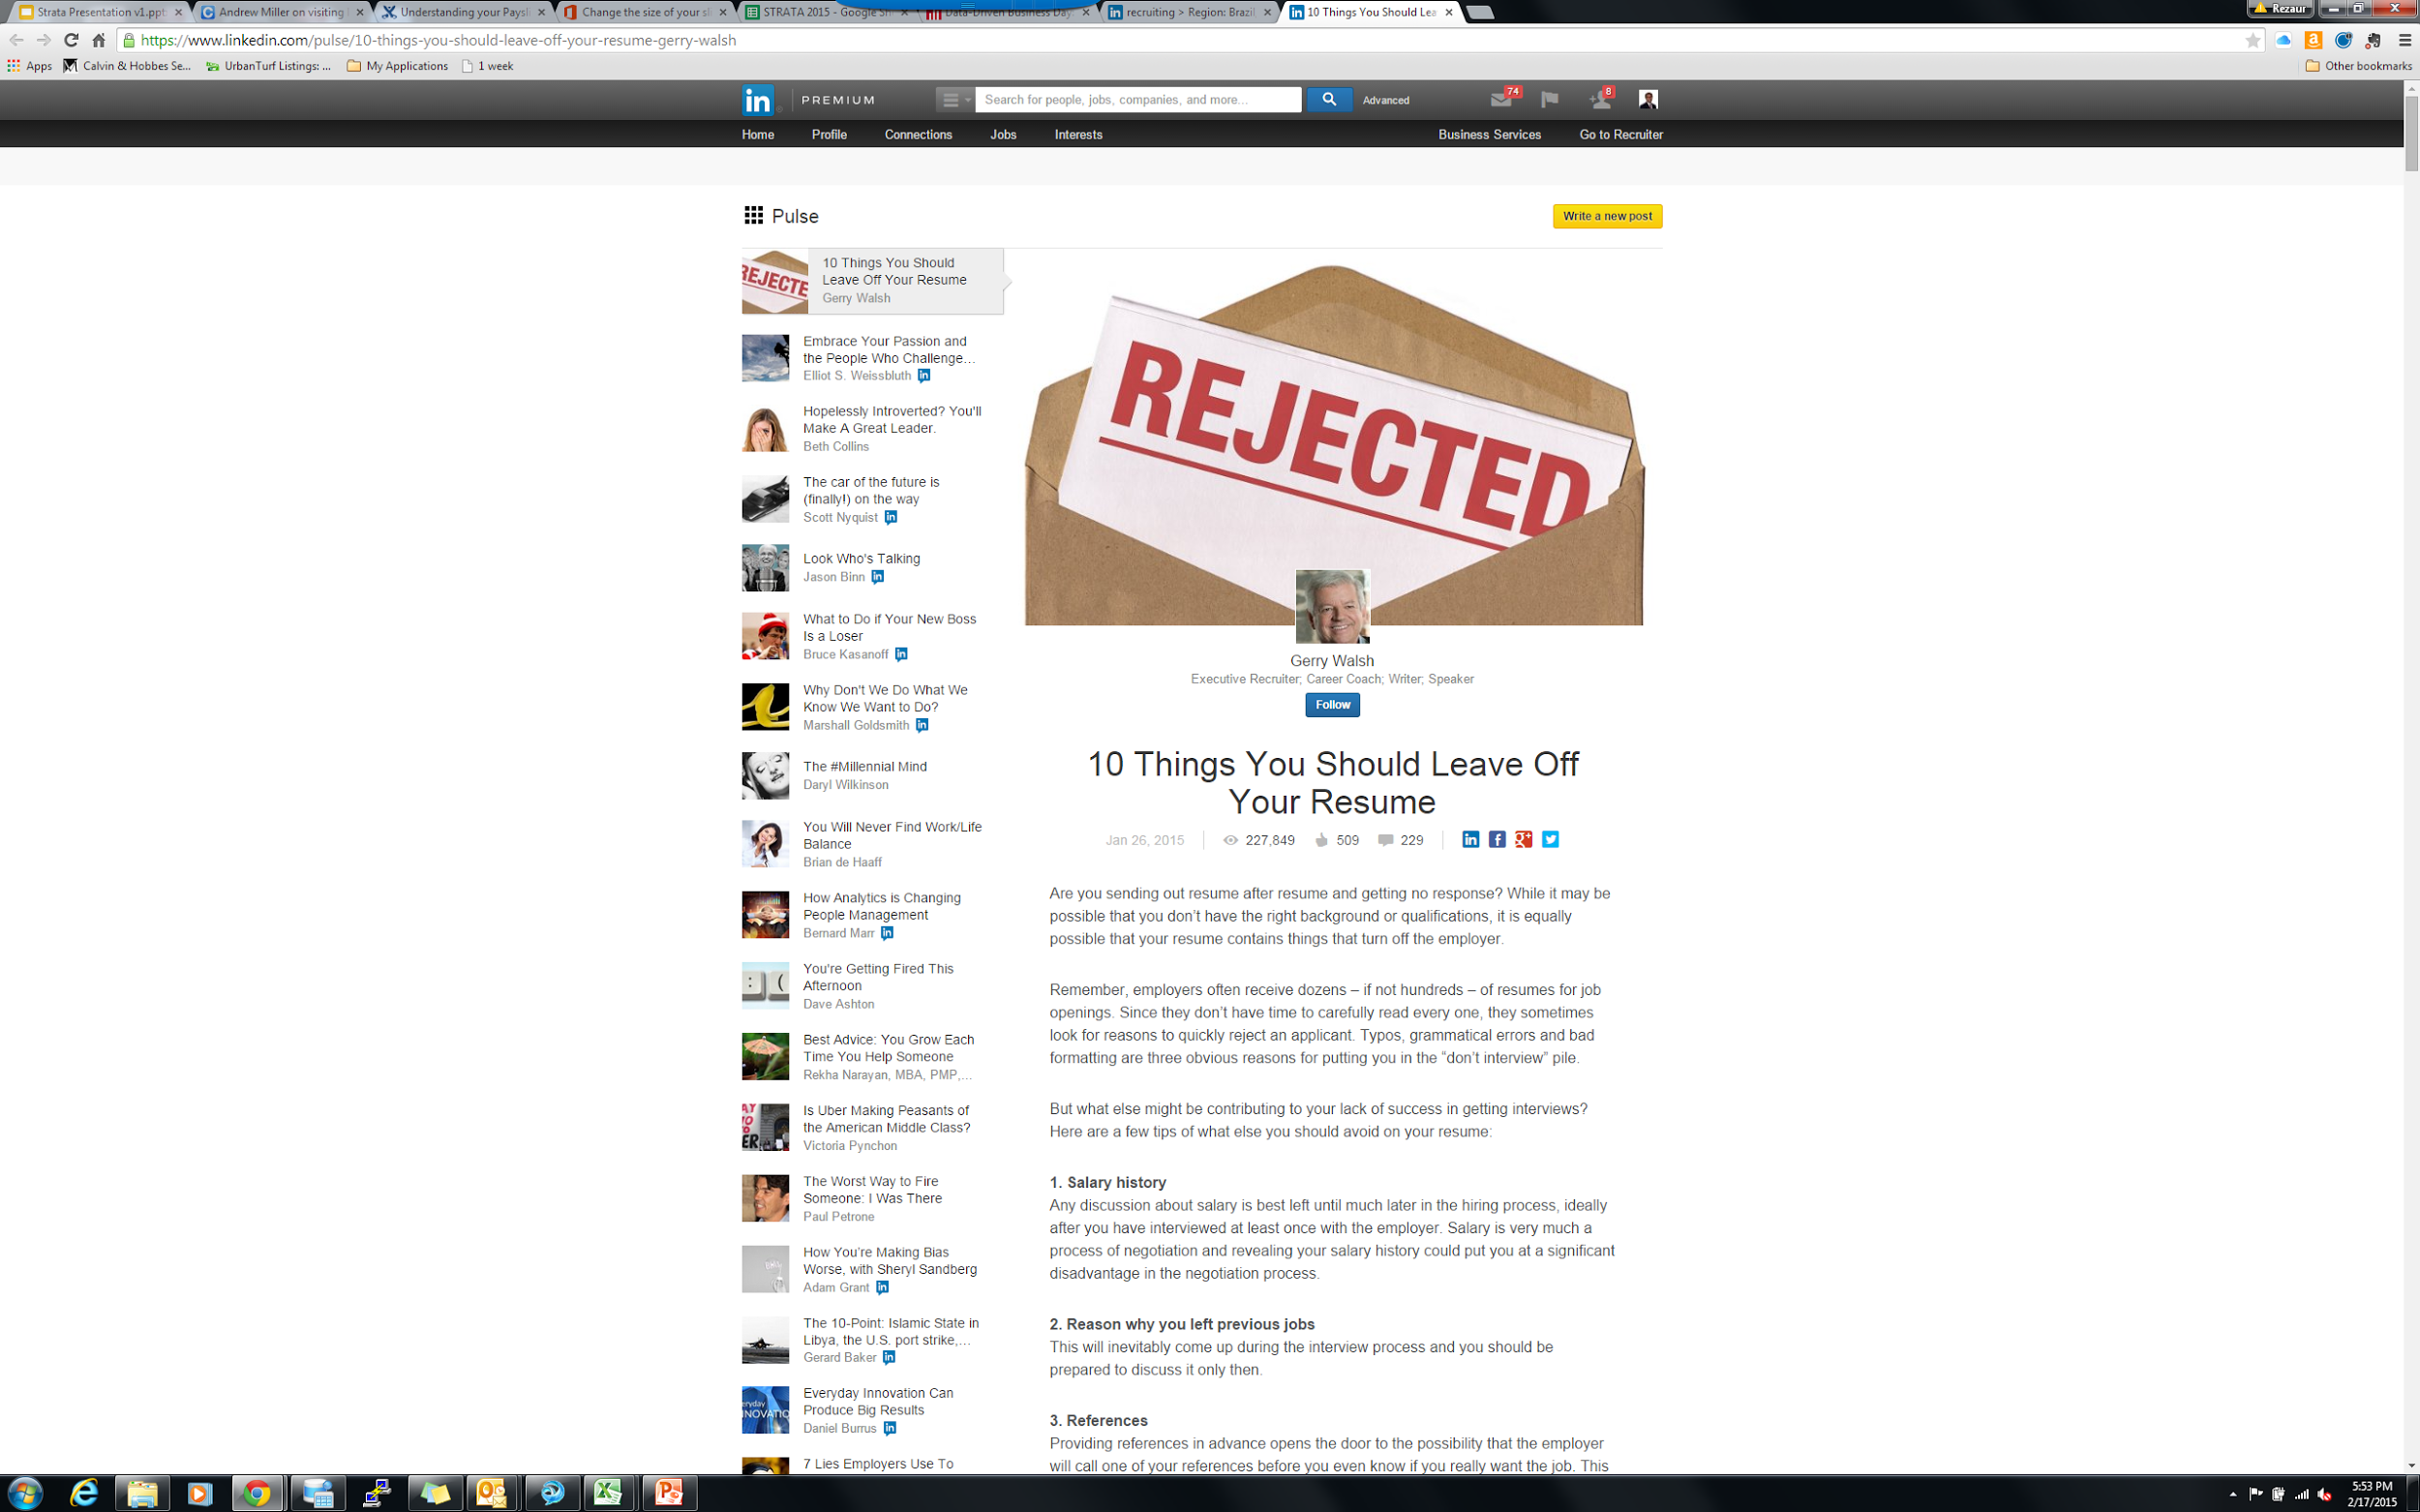 Strata Presentation v1.ppt
Andrew Miller on visiting
Understanding your Paysl
Change the size of your sl
STRATA 2015 - Google Sh
Data-Driven Business Day
recruiting > Region: Brazil
10 Things You Should Lea
Rezaur
https://www.linkedin.com/pulse/10-things-you-should-leave-off-your-resume-gerry-walsh
Apps
Calvin & Hobbes Se...
UrbanTurf Listings: ...
My Applications
1 week
Other bookmarks
in PREMIUM
Search for people, jobs, companies, and more...
Advanced
74
8
Home Profile Connections Jobs Interests
Business Services Go to Recruiter
Pulse
Write a new post
REJECTE
10 Things You Should
Leave Off Your Resume
Gerry Walsh
Embrace Your Passion and
the People Who Challenge...
Elliot S. Weissbluth in
Hopelessly Introverted? You'll
Make A Great Leader.
Beth Collins
The car of the future is
(finally!) on the way
Scott Nyquist in
Look Who's Talking
Jason Binn in
What to Do if Your New Boss
Is a Loser
Bruce Kasanoff in
Why Don't We Do What We
Know We Want to Do?
Marshall Goldsmith in
The #Millennial Mind
Daryl Wilkinson
You Will Never Find Work/Life
Balance
Brian de Haaff
How Analytics is Changing
People Management
Bernard Marr in
: (
You're Getting Fired This
Afternoon
Dave Ashton
Best Advice: You Grow Each
Time You Help Someone
Rekha Narayan, MBA, PMP,...
Is Uber Making Peasants of
the American Middle Class?
Victoria Pynchon
The Worst Way to Fire
Someone: I Was There
Paul Petrone
How You're Making Bias
Worse, with Sheryl Sandberg
Adam Grant in
The 10-Point: Islamic State in
Libya, the U.S. port strike,...
Gerard Baker in
Everyday Innovation Can
Produce Big Results
Daniel Burrus in
7 Lies Employers Use To
REJECTED
Gerry Walsh
Executive Recruiter; Career Coach; Writer; Speaker
Follow
10 Things You Should Leave Off
Your Resume
Jan 26, 2015 227,849 509 229
Are you sending out resume after resume and getting no response? While it may be
possible that you don’t have the right background or qualifications, it is equally
possible that your resume contains things that turn off the employer.
Remember, employers often receive dozens – if not hundreds – of resumes for job
openings. Since they don’t have time to carefully read every one, they sometimes
look for reasons to quickly reject an applicant. Typos, grammatical errors and bad
formatting are three obvious reasons for putting you in the “don’t interview” pile.
But what else might be contributing to your lack of success in getting interviews?
Here are a few tips of what else you should avoid on your resume:
1. Salary history
Any discussion about salary is best left until much later in the hiring process, ideally
after you have interviewed at least once with the employer. Salary is very much a
process of negotiation and revealing your salary history could put you at a significant
disadvantage in the negotiation process.
2. Reason why you left previous jobs
This will inevitably come up during the interview process and you should be
prepared to discuss it only then.
3. References
Providing references in advance opens the door to the possibility that the employer
will call one of your references before you even know if you really want the job. This
5:53 PM
2/17/2015